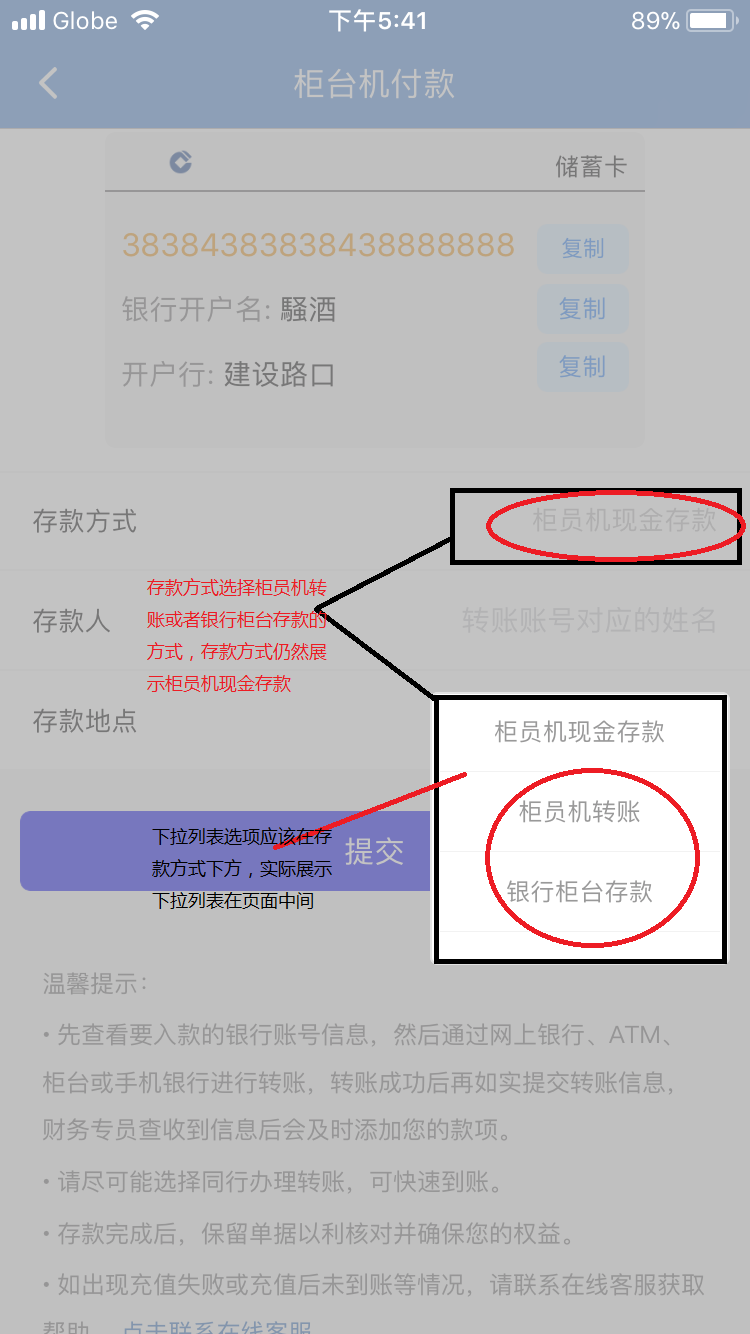 Globe 下午5:41 89%
柜台机付款
储蓄卡
38384383838438888888 复制
银行开户名: 騷酒 复制
开户行: 建设路口 复制
存款方式 柜员机现金存款
存款方式选择柜员机转
账或者银行柜台存款的
方式，存款方式仍然展
示柜员机现金存款
存款人 转账账号对应的姓名
存款地点
柜员机现金存款
柜员机转账
银行柜台存款
下拉列表选项应该在存
款方式下方，实际展示
下拉列表在页面中间
提交
温馨提示:
• 先查看要入款的银行账号信息，然后通过网上银行、ATM、
柜台或手机银行进行转账，转账成功后再如实提交转账信息，
财务专员查收到信息后会及时添加您的款项。
• 请尽可能选择同行办理转账，可快速到账。
• 存款完成后，保留单据以利核对并确保您的权益。
• 如出现充值失败或充值后未到账等情况，请联系在线客服获取
帮助。 点击联系在线客服